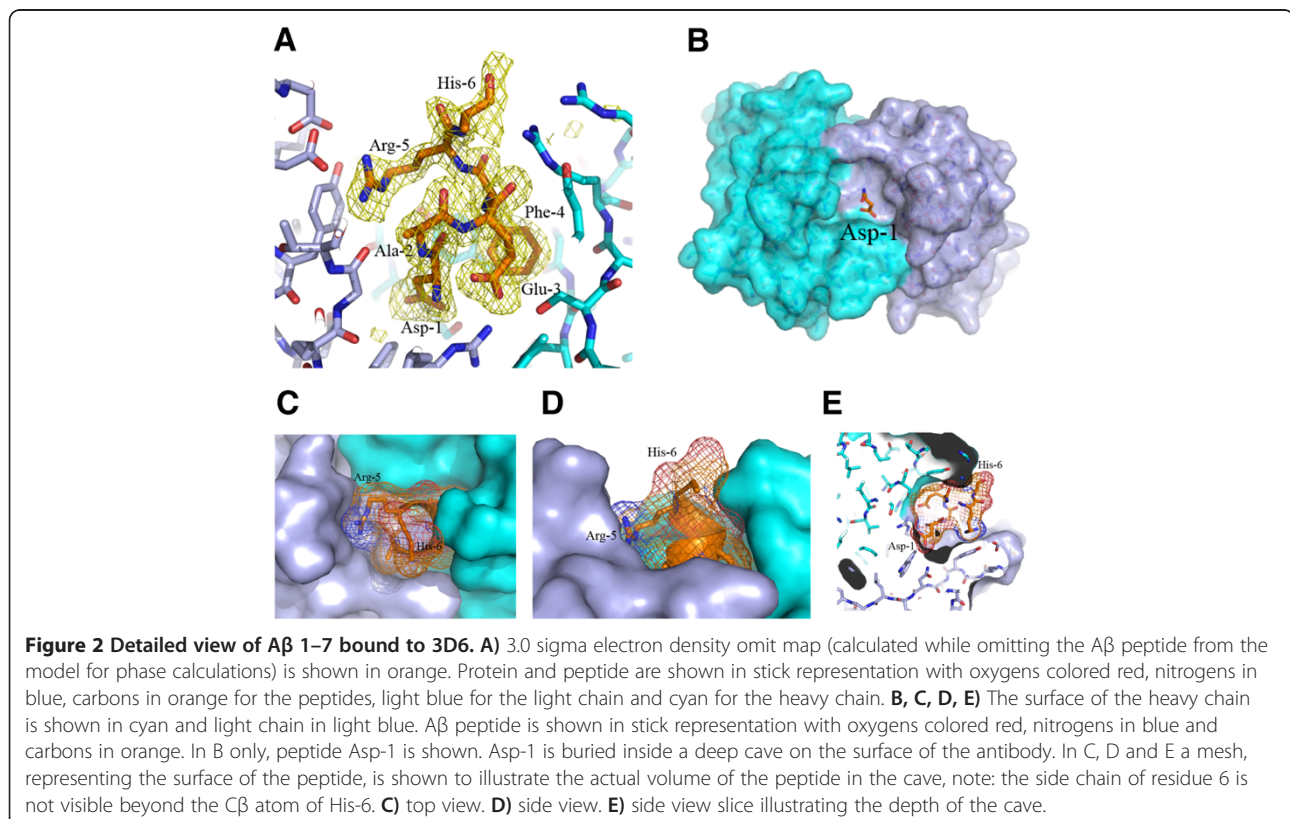 A
His-6
Arg-5
Phe-4
Ala-2
Glu-3
Asp-1
B
Asp-1
C
Arg-5
His-6
D
His-6
Arg-5
E
His-6
Asp-1
Figure 2 Detailed view of Aβ 1–7 bound to 3D6. A) 3.0 sigma electron density omit map (calculated while omitting the Aβ peptide from the
model for phase calculations) is shown in orange. Protein and peptide are shown in stick representation with oxygens colored red, nitrogens in
blue, carbons in orange for the peptides, light blue for the light chain and cyan for the heavy chain. B, C, D, E) The surface of the heavy chain
is shown in cyan and light chain in light blue. Aβ peptide is shown in stick representation with oxygens colored red, nitrogens in blue and
carbons in orange. In B only, peptide Asp-1 is shown. Asp-1 is buried inside a deep cave on the surface of the antibody. In C, D and E a mesh,
representing the surface of the peptide, is shown to illustrate the actual volume of the peptide in the cave, note: the side chain of residue 6 is
not visible beyond the Cβ atom of His-6. C) top view. D) side view. E) side view slice illustrating the depth of the cave.